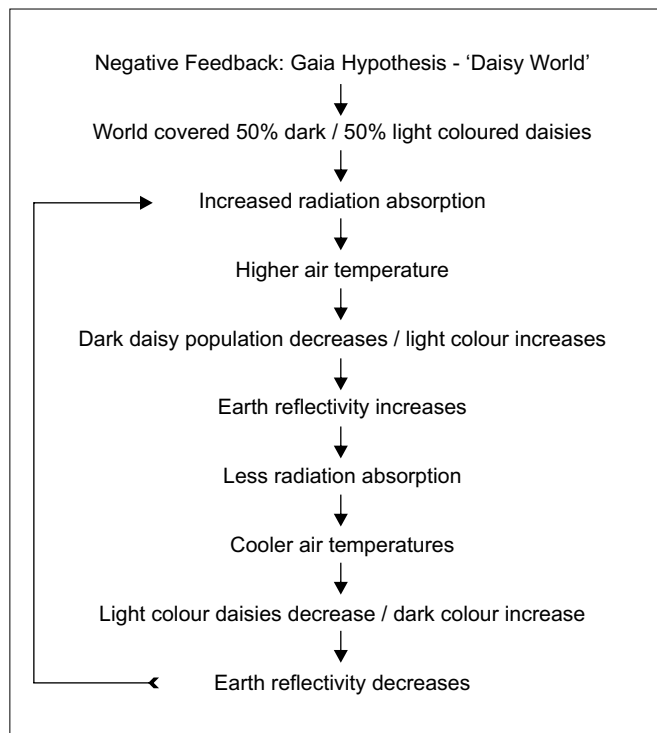 Negative Feedback: Gaia Hypothesis - ‘Daisy World’
World covered 50% dark / 50% light coloured daisies
Increased radiation absorption
Higher air temperature
Dark daisy population decreases / light colour increases
Earth reflectivity increases
Less radiation absorption
Cooler air temperatures
Light colour daisies decrease / dark colour increase
Earth reflectivity decreases